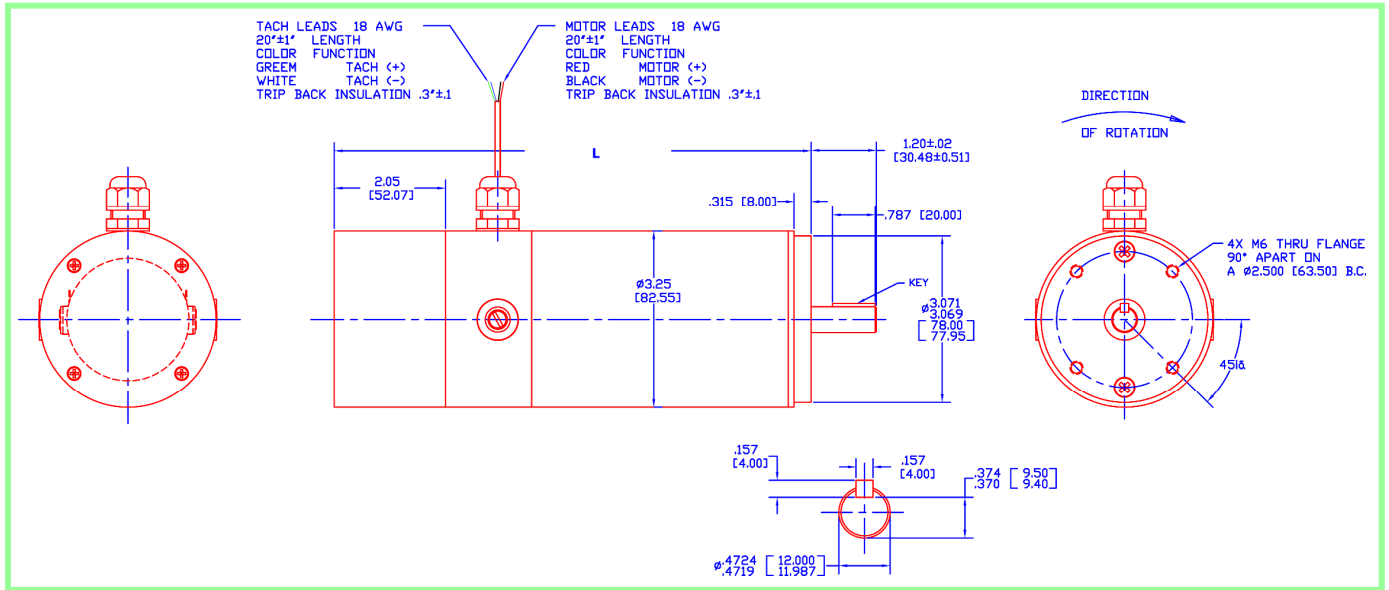 TACH LEADS 18 AWG
20"±1" LENGTH
COLOR FUNCTION
GREEM TACH (+)
WHITE TACH (-)
TRIP BACK INSULATION .3"±.1
MOTOR LEADS 18 AWG
20"±1" LENGTH
COLOR FUNCTION
RED MOTOR (+)
BLACK MOTOR (-)
TRIP BACK INSULATION .3"±.1
DIRECTION
OF ROTATION
L
1.20±.02
[30.48±0.51]
2.05
[52.07]
.315 [8.00]
.787 [20.00]
4X M6 THRU FLANGE
90° APART ON
A ø2.500 [63.50] B.C.
KEY
ø3.25
[82.55]
ø3.071
3.069
[78.00
77.95]
45ïà
.157
[4.00]
.157
[4.00]
.374 [9.50]
.370 [9.40]
ø.4724 [12.000]
.4719 [11.987]